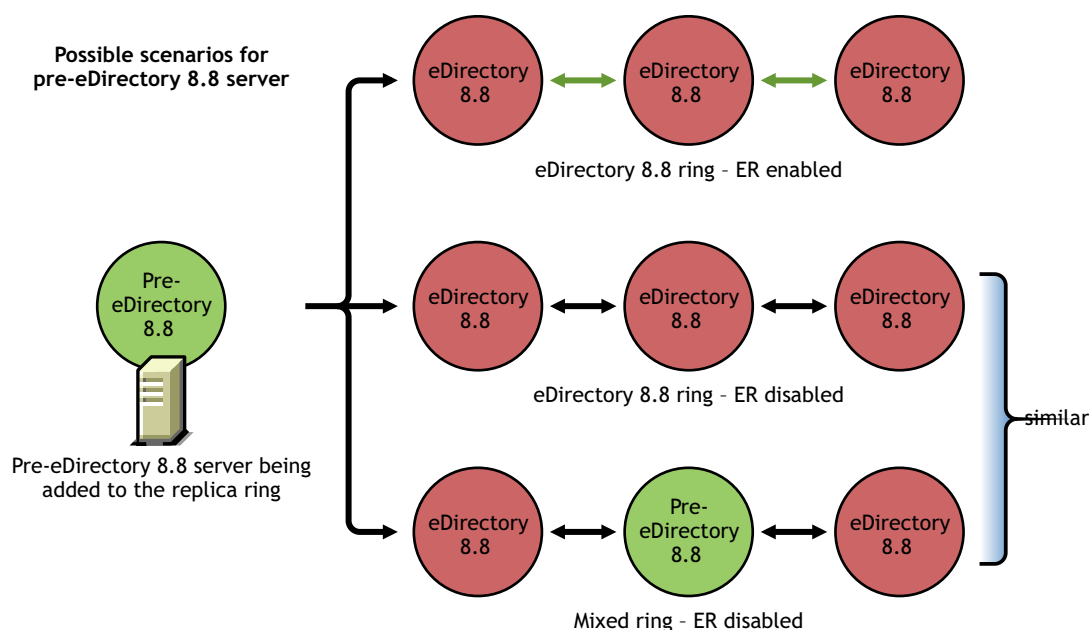 Possible scenarios for
pre-eDirectory 8.8 server
eDirectory
8.8
eDirectory
8.8
eDirectory
8.8
eDirectory 8.8 ring – ER enabled
Pre-
eDirectory
8.8
Pre-eDirectory 8.8 server being
added to the replica ring
eDirectory
8.8
eDirectory
8.8
eDirectory
8.8
eDirectory 8.8 ring – ER disabled
similar
eDirectory
8.8
Pre-
eDirectory
8.8
eDirectory
8.8
Mixed ring – ER disabled